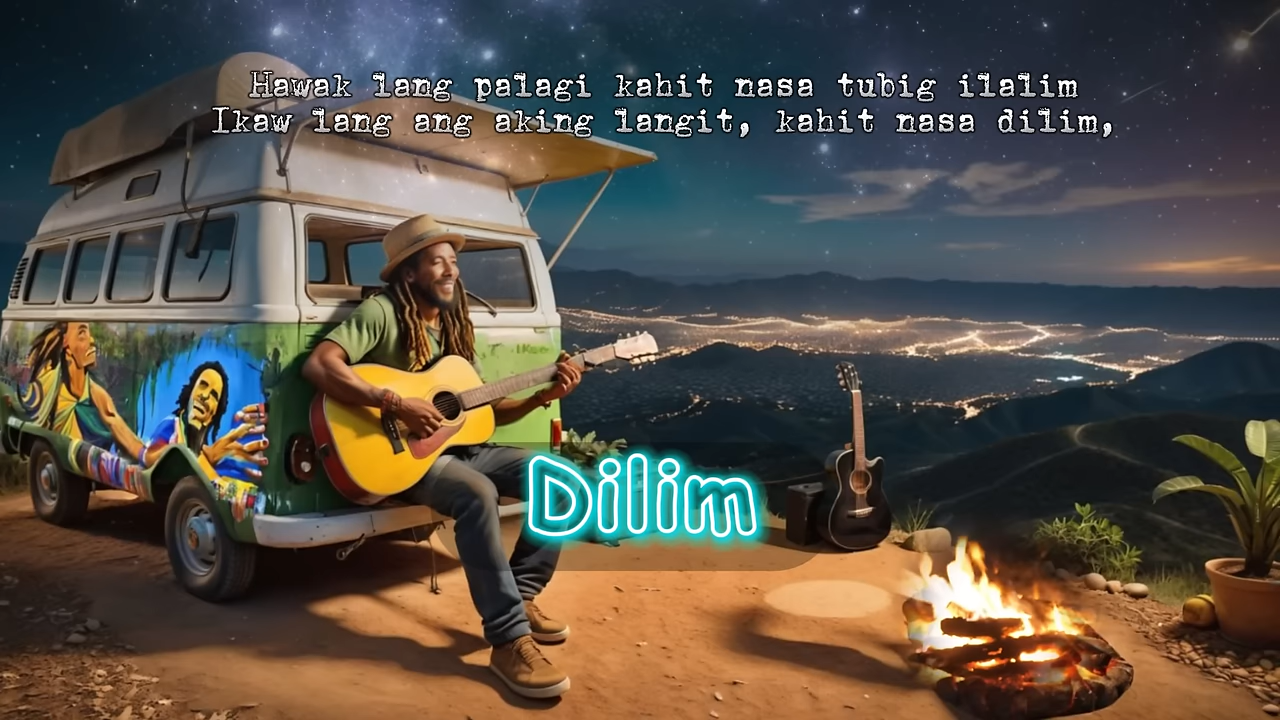 Hawak lang palagi kahit nasa tubig ilalim
Ikaw lang ang aking langit, kahit nasa dilim,
Dilim